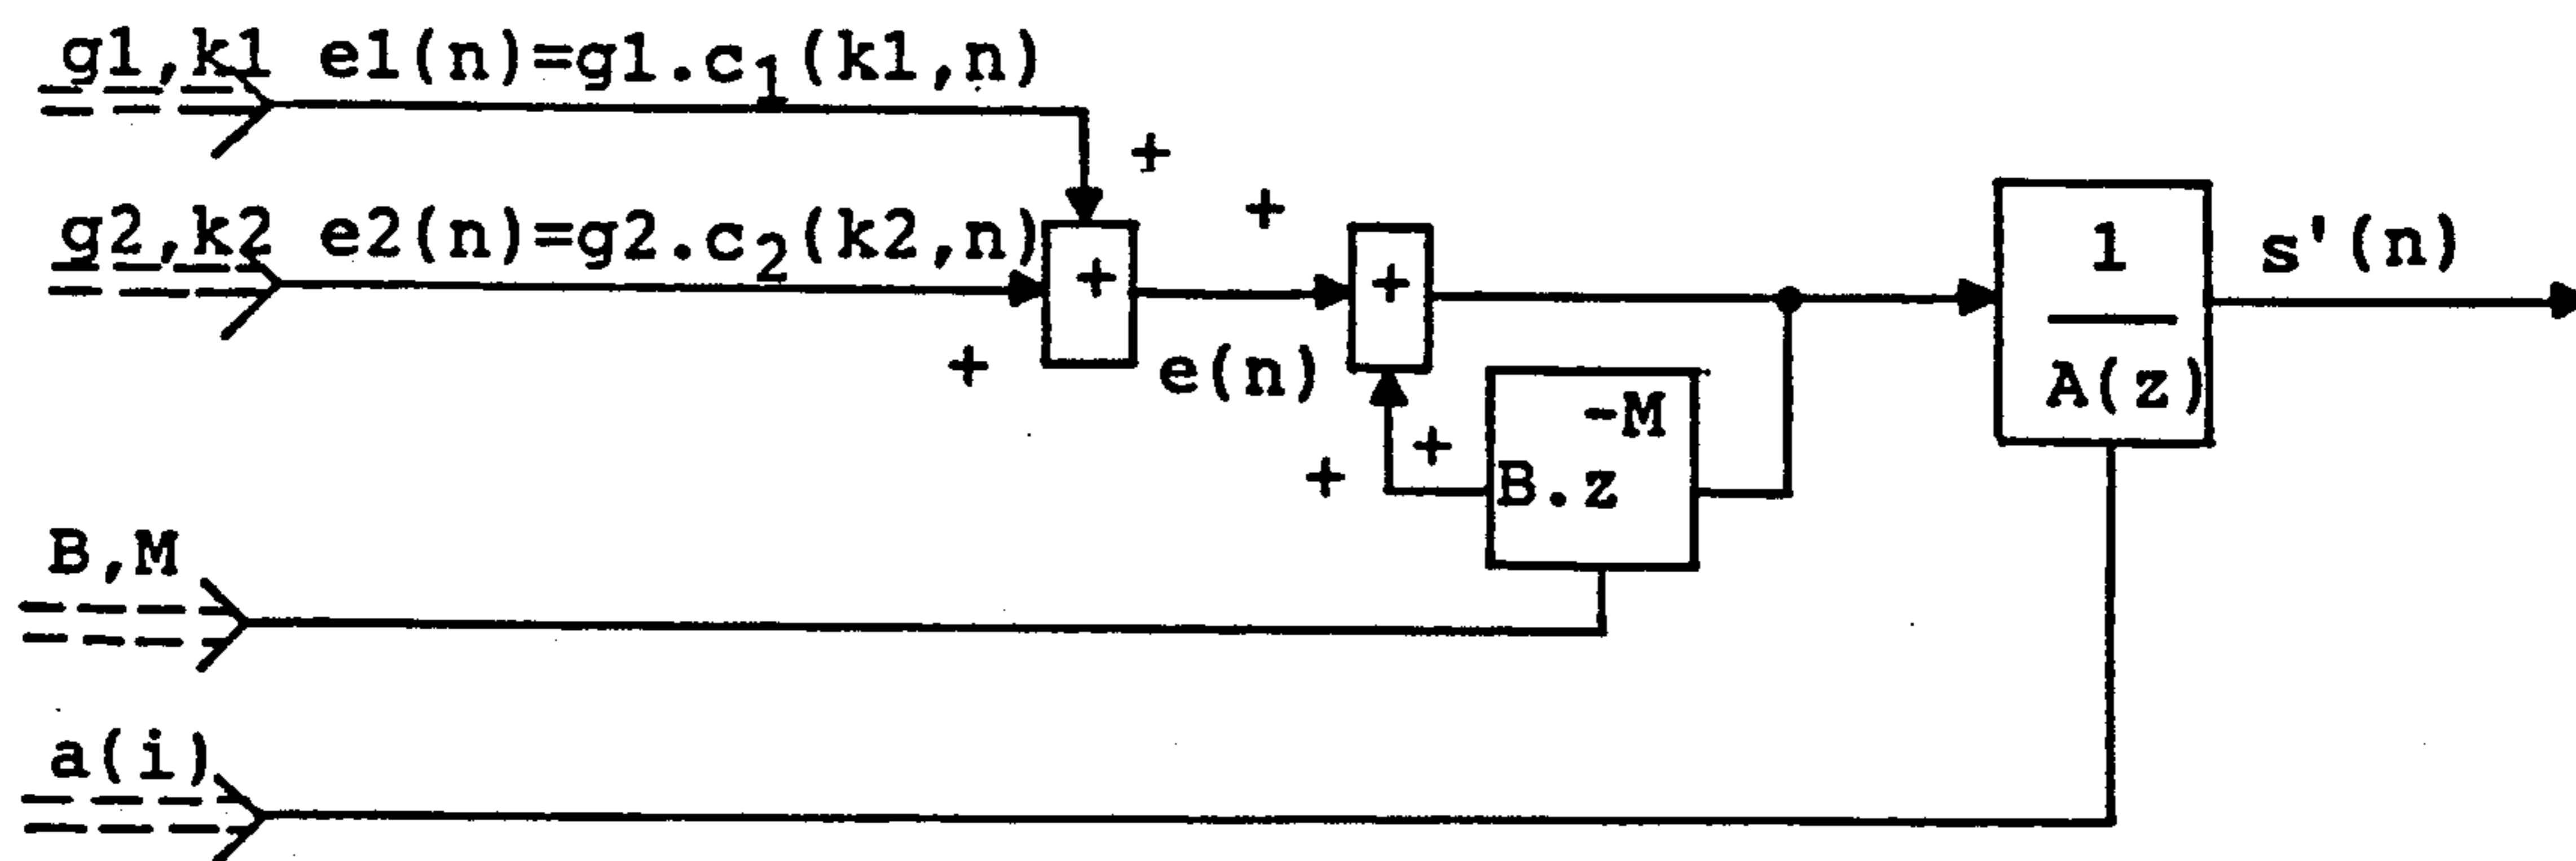 g1,k1 e1(n)=g1.c₁(k1,n)
+
g2,k2 e2(n)=g2.c₂(k2,n)
+
+
+
+
e(n)
1
A(z)
s'(n)
-M
B.z
+
+
B,M
a(i)